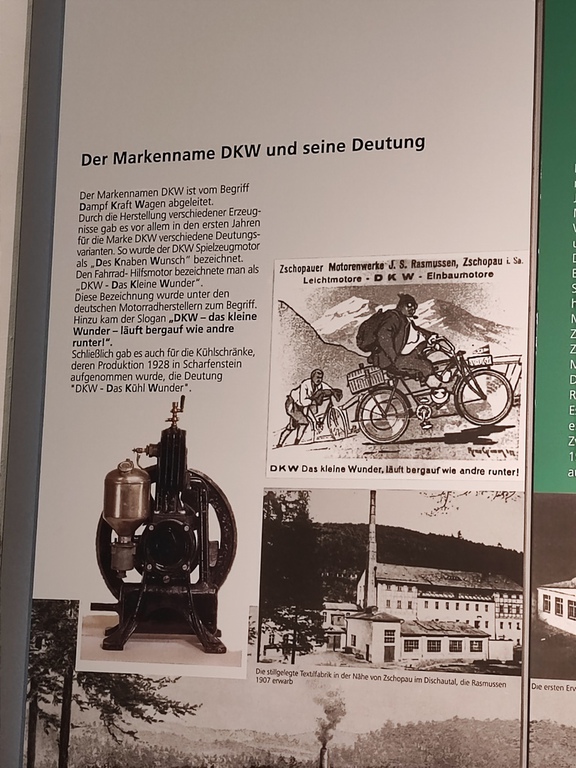 Der Markenname DKW und seine Deutung
Der Markennamen DKW ist vom Begriff
Dampf Kraft Wagen abgeleitet.
Durch die Herstellung verschiedener Erzeug-
nisse gab es vor allem in den ersten Jahren
für die Marke DKW verschiedene Deutungs-
varianten. So wurde der DKW Spielzeugmotor
als „Des Knaben Wunsch" bezeichnet.
Den Fahrrad- Hilfsmotor bezeichnete man als
„DKW - Das Kleine Wunder".
Diese Bezeichnung wurde unter den
deutschen Motorradherstellern zum Begriff.
Hinzu kam der Slogan „DKW – das kleine
Wunder – läuft bergauf wie andre
runter!".
Schließlich gab es auch für die Kühlschränke,
deren Produktion 1928 in Scharfenstein
aufgenommen wurde, die Deutung
"DKW - Das Kühl Wunder".
Zschopauer Motorenwerke J. S. Rasmussen, Zschopau i. Sa.
Leichtmotore - DKW - Einbaumotore
DKW Das kleine Wunder, läuft bergauf wie andre runter!
Die stillgelegte Textilfabrik in der Nähe von Zschopau im Dischautal, die Rasmussen
1907 erwarb
Die ersten